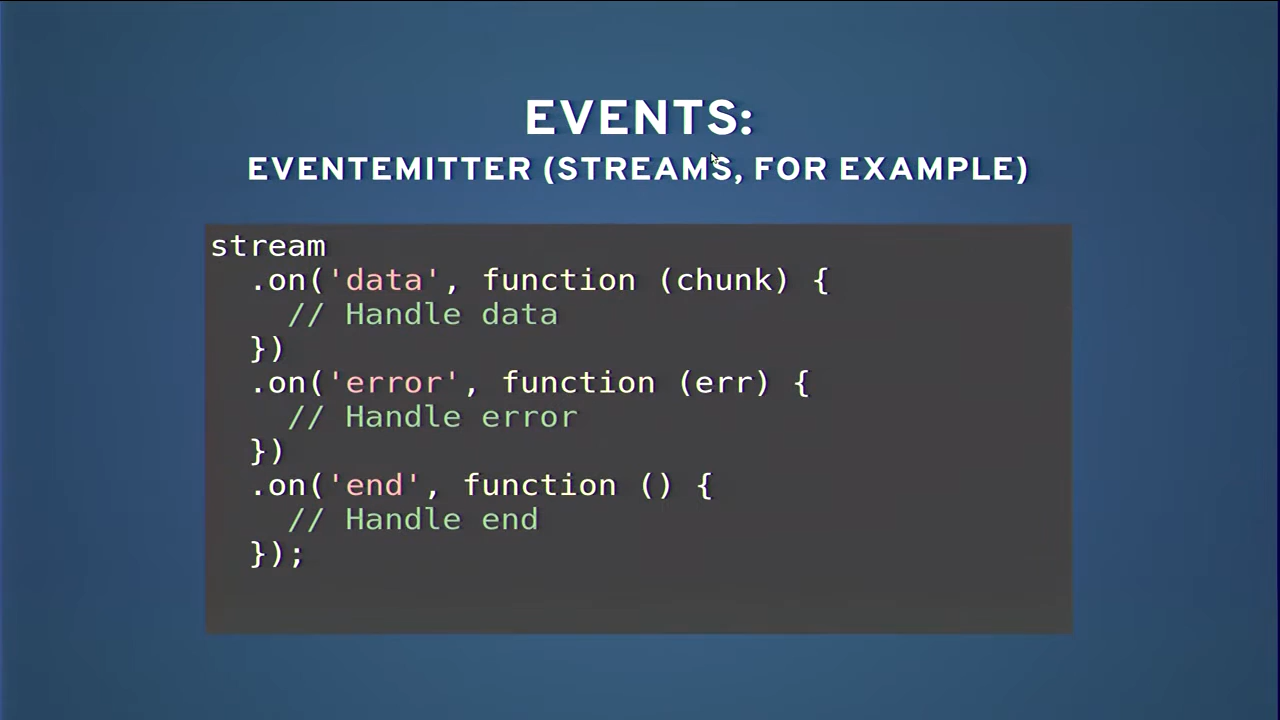 EVENTS:
EVENTEMITTER (STREAMS, FOR EXAMPLE)
stream
  .on('data', function (chunk) {
    // Handle data
  })
  .on('error', function (err) {
    // Handle error
  })
  .on('end', function () {
    // Handle end
  });